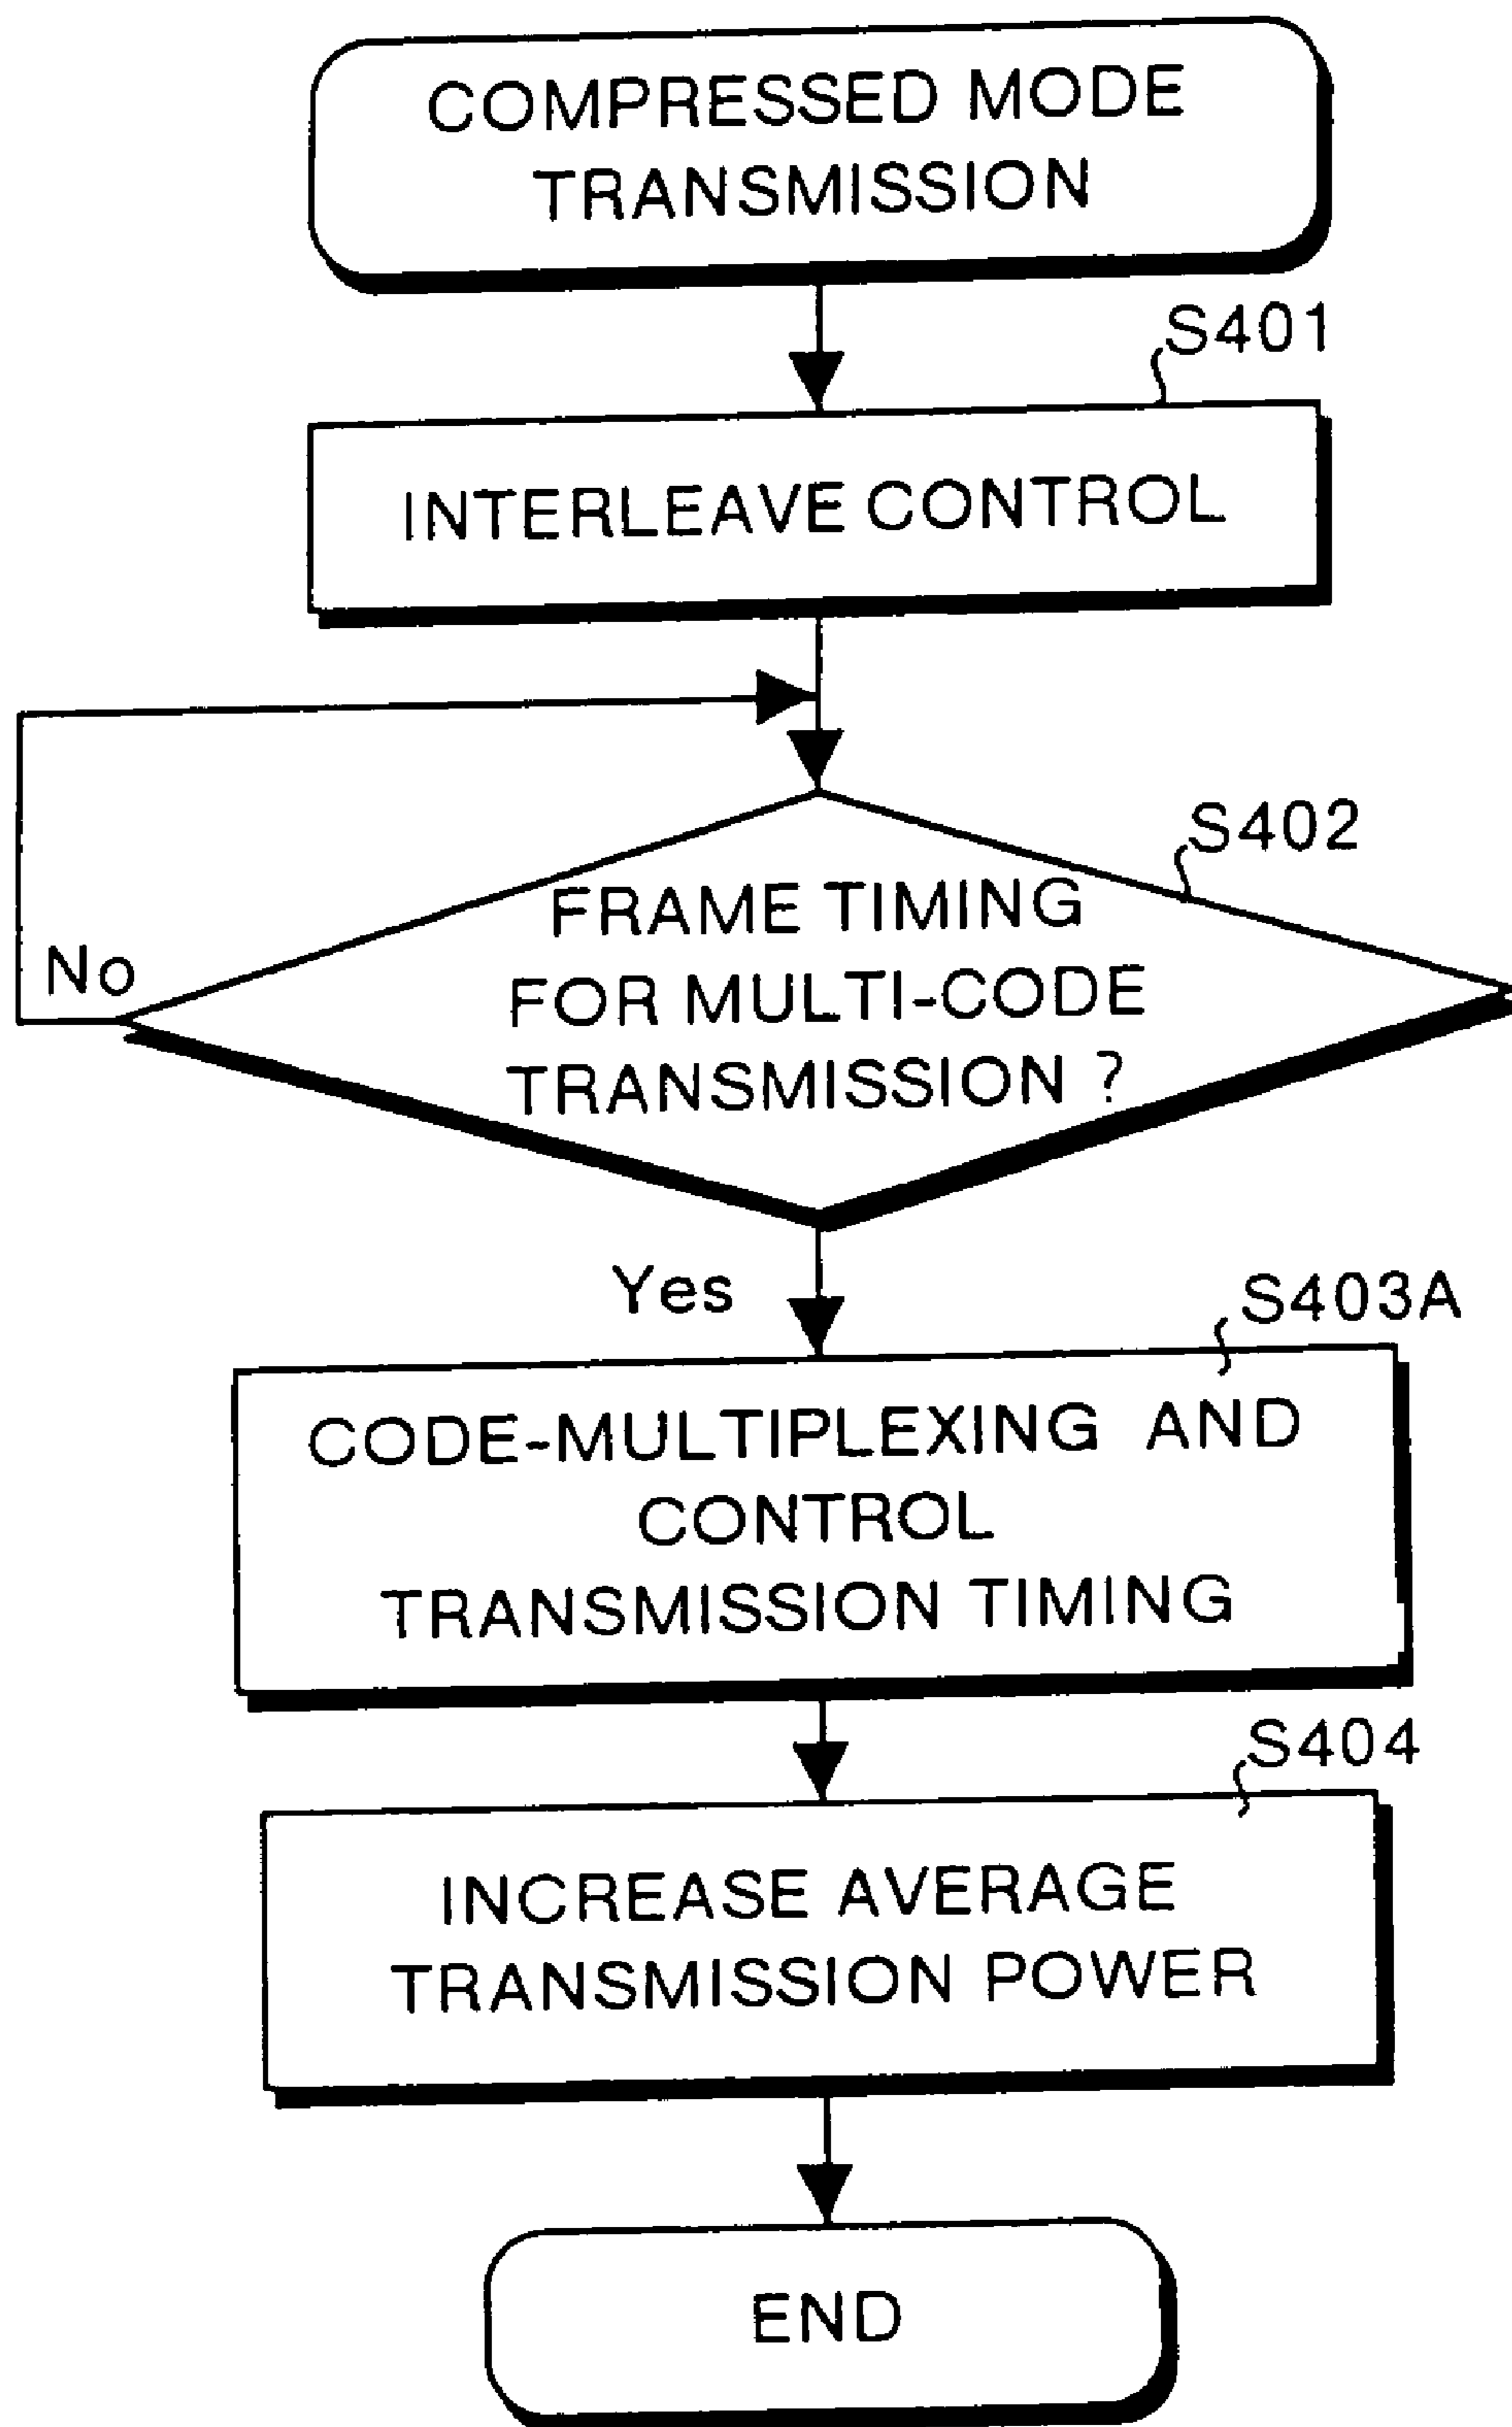 COMPRESSED MODE
TRANSMISSION
S401
INTERLEAVE CONTROL
S402
FRAME TIMING
FOR MULTI-CODE
TRANSMISSION ?
No
Yes
S403A
CODE-MULTIPLEXING AND
CONTROL
TRANSMISSION TIMING
S404
INCREASE AVERAGE
TRANSMISSION POWER
END